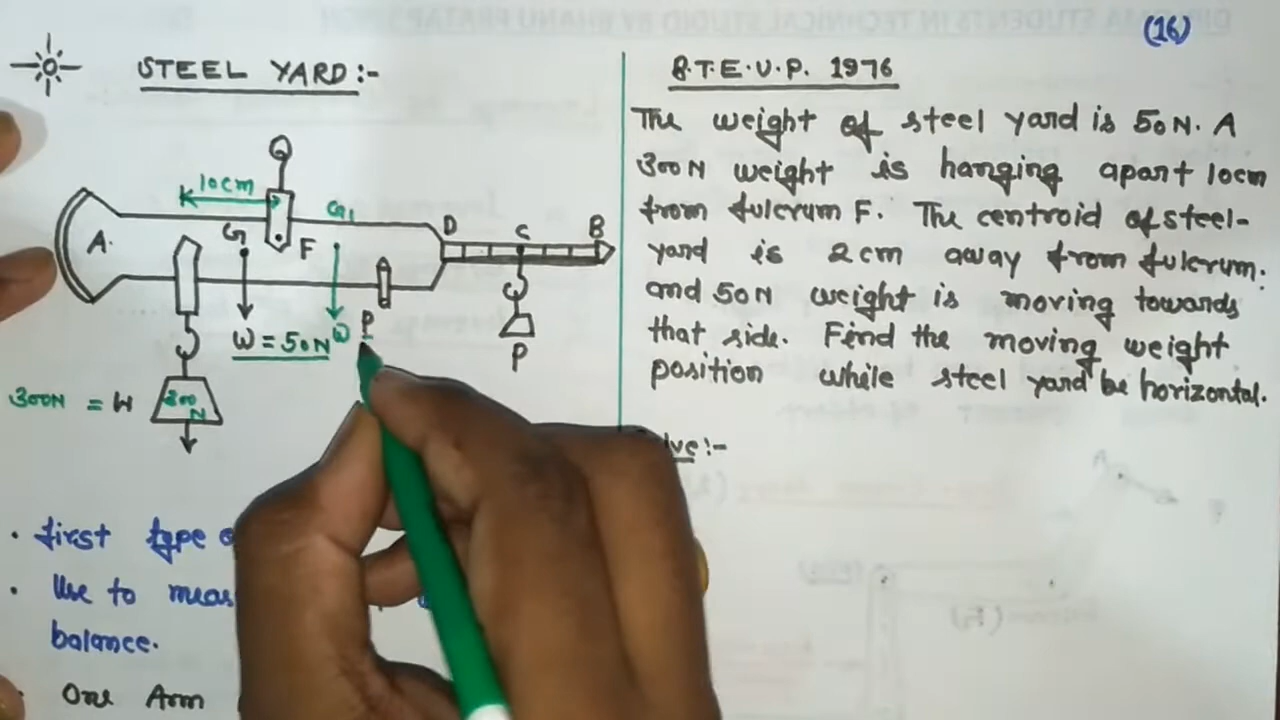 (16)
STEEL YARD:-
10cm
G1
A.
G
F
D
C
B
W = 50N
W
P
P
300N = W
300
N
· first type
· Use to meas
balance.
One Arm
B.T.E.U.P. 1976
The weight of steel yard is 50N. A
300N weight is hanging apart 10cm
from fulcrum F. The centroid of steel-
yard is 2cm away from fulcrum.
and 50N weight is moving towards
that side. Find the moving weight
position while steel yard be horizontal.